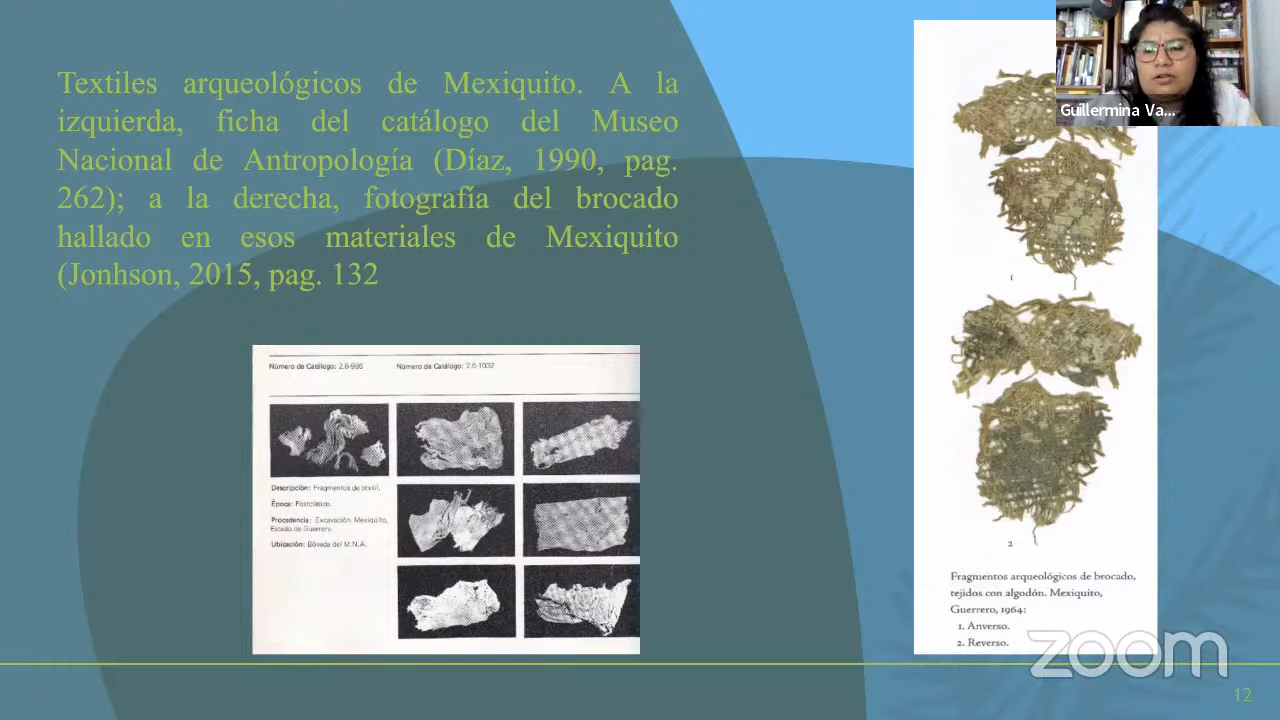 Textiles arqueológicos de Mexiquito. A la
izquierda, ficha del catálogo del Museo
Nacional de Antropología (Díaz, 1990, pag.
262); a la derecha, fotografía del brocado
hallado en esos materiales de Mexiquito
(Jonhson, 2015, pag. 132
Guillermina Va...
Número de Catálogo: 2.6-996
Número de Catálogo: 2.6-1032
Descripción: Fragmentos de textil.
Época: Postclásico.
Procedencia: Excavación Mexiquito,
Estado de Guerrero.
Ubicación: Bóveda del M.N.A.
1
2
Fragmentos arqueológicos de brocado,
tejidos con algodón. Mexiquito,
Guerrero, 1964:
1. Anverso.
2. Reverso.
zoom
12